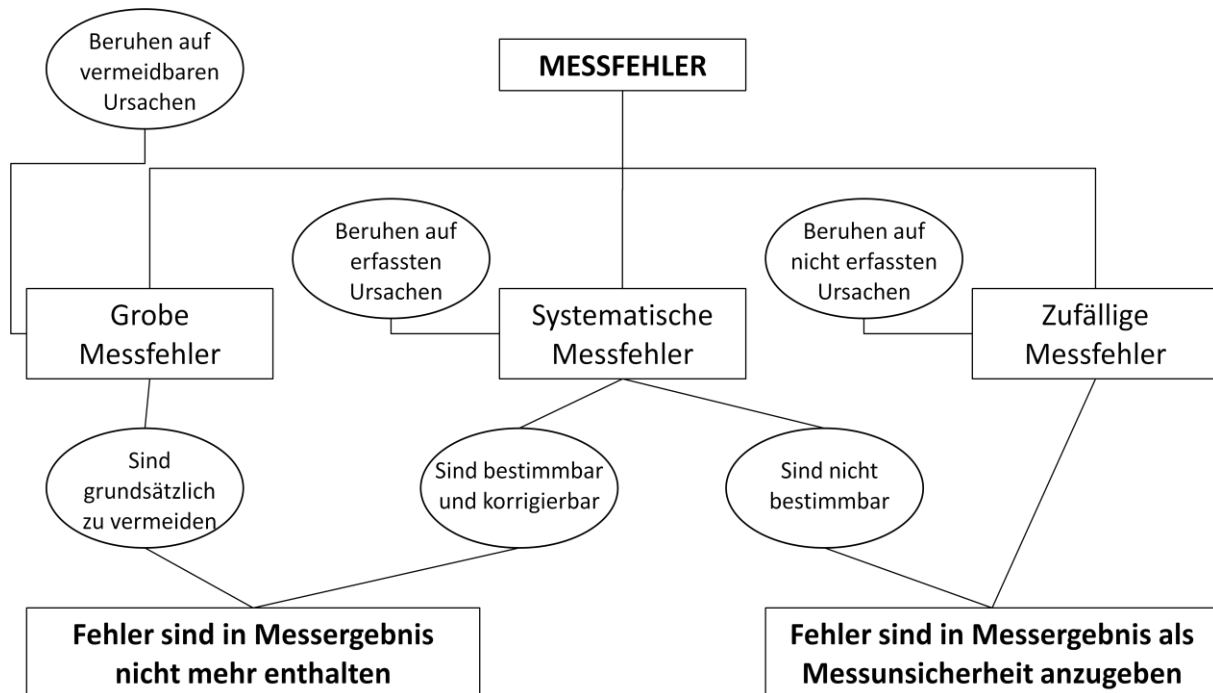 Beruhen auf
vermeidbaren
Ursachen
MESSFEHLER
Beruhen auf
erfassten
Ursachen
Beruhen auf
nicht erfassten
Ursachen
Grobe
Messfehler
Systematische
Messfehler
Zufällige
Messfehler
Sind
grundsätzlich
zu vermeiden
Sind bestimmbar
und korrigierbar
Sind nicht
bestimmbar
Fehler sind in Messergebnis
nicht mehr enthalten
Fehler sind in Messergebnis als
Messunsicherheit anzugeben